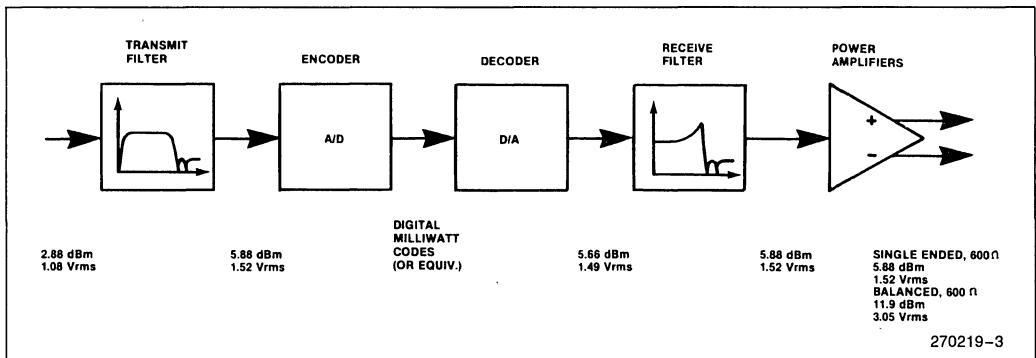 TRANSMIT
FILTER
ENCODER
DECODER
RECEIVE
FILTER
POWER
AMPLIFIERS
A/D
D/A
+
−
2.88 dBm
1.08 Vrms
5.88 dBm
1.52 Vrms
DIGITAL
MILLIWATT
CODES
(OR EQUIV.)
5.66 dBm
1.49 Vrms
5.88 dBm
1.52 Vrms
SINGLE ENDED, 600Ω
5.88 dBm
1.52 Vrms
BALANCED, 600 Ω
11.9 dBm
3.05 Vrms
270219–3